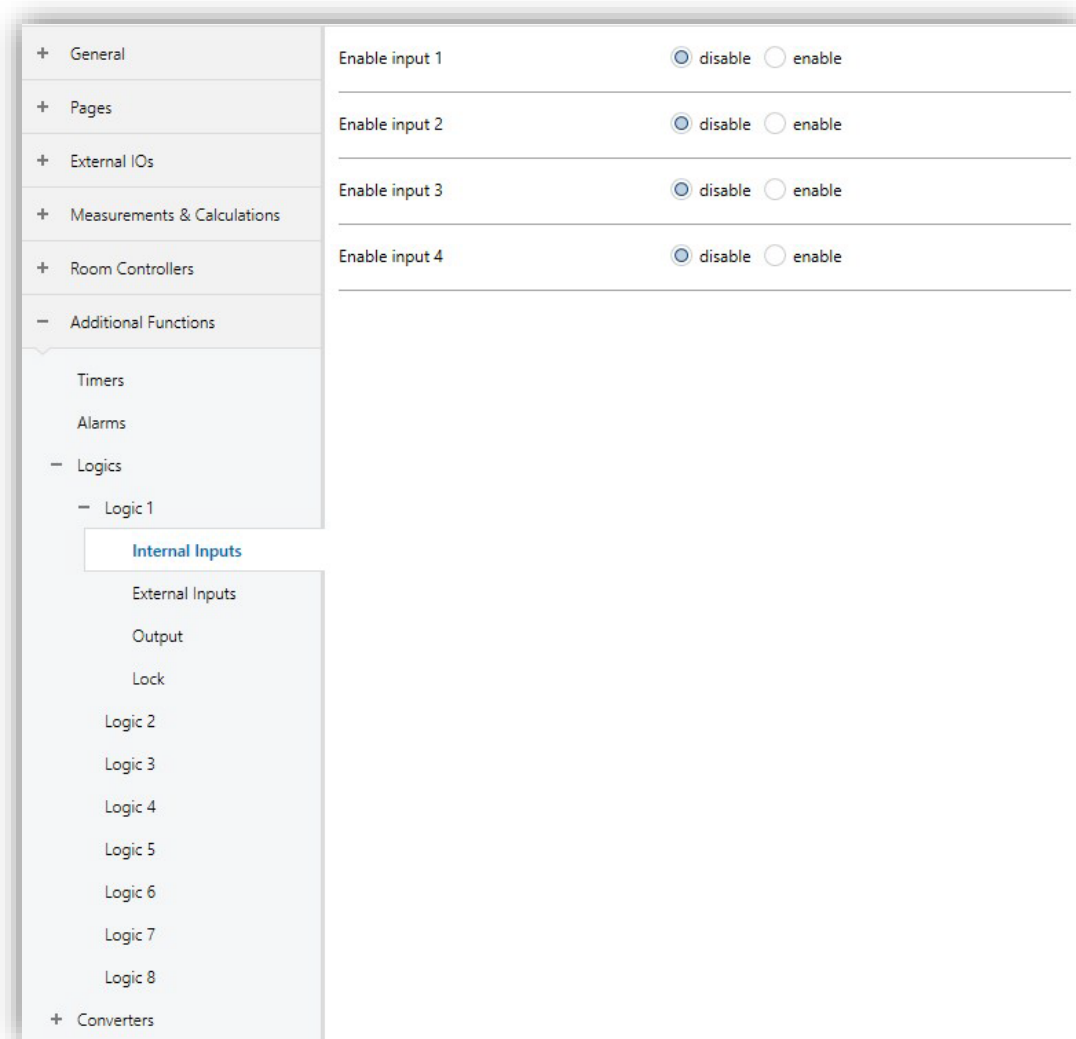 General
Pages
External IOs
Measurements & Calculations
Room Controllers
Additional Functions
Timers
Alarms
Logics
Logic 1
Internal Inputs
External Inputs
Output
Lock
Logic 2
Logic 3
Logic 4
Logic 5
Logic 6
Logic 7
Logic 8
Converters
Enable input 1 disable enable
Enable input 2 disable enable
Enable input 3 disable enable
Enable input 4 disable enable